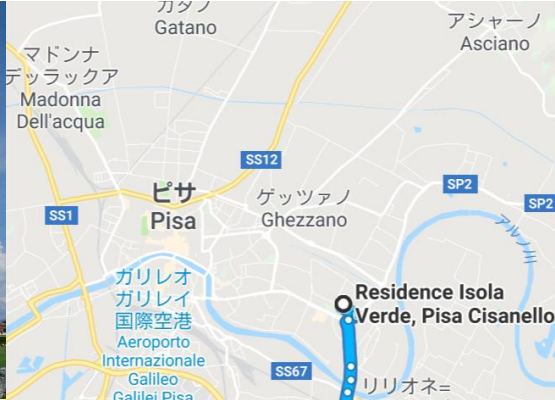 ガタノ
Gatano
アシャーノ
Asciano
マドンナ
デッラックア
Madonna
Dell'acqua
SS12
SP2
SP2
ピサ
Pisa
ゲッツァノ
Ghezzano
SS1
アルノ川
ガリレオ
ガリレイ
国際空港
Aeroporto
Internazionale
Galileo
Galilei Pisa
Residence Isola
Verde, Pisa Cisanello
SS67
リリオネ=